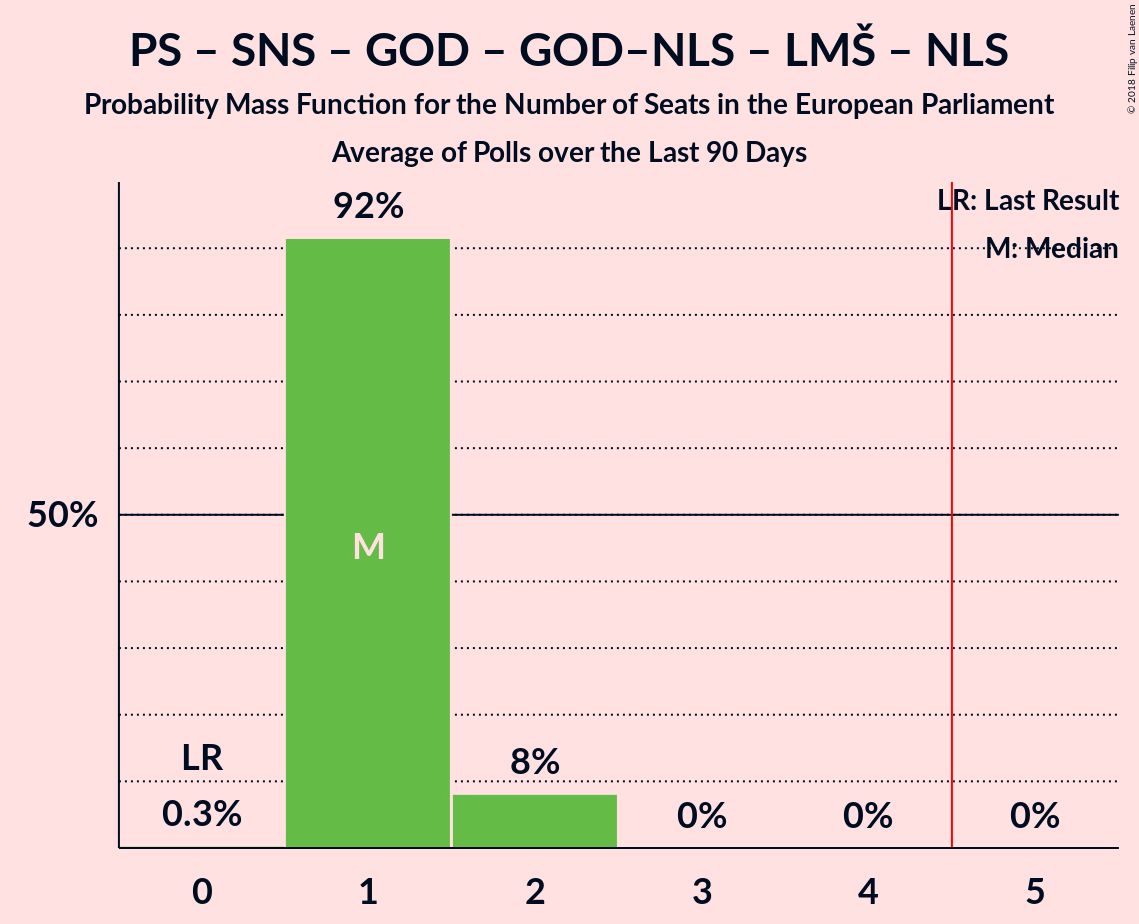 PS – SNS – GOD – GOD–NLS – LMŠ – NLS
Probability Mass Function for the Number of Seats in the European Parliament
Average of Polls over the Last 90 Days
© 2018 Filip van Laenen
LR: Last Result
M: Median
92%
50%
M
LR
0.3%
8%
0%
0%
0%
0
1
2
3
4
5